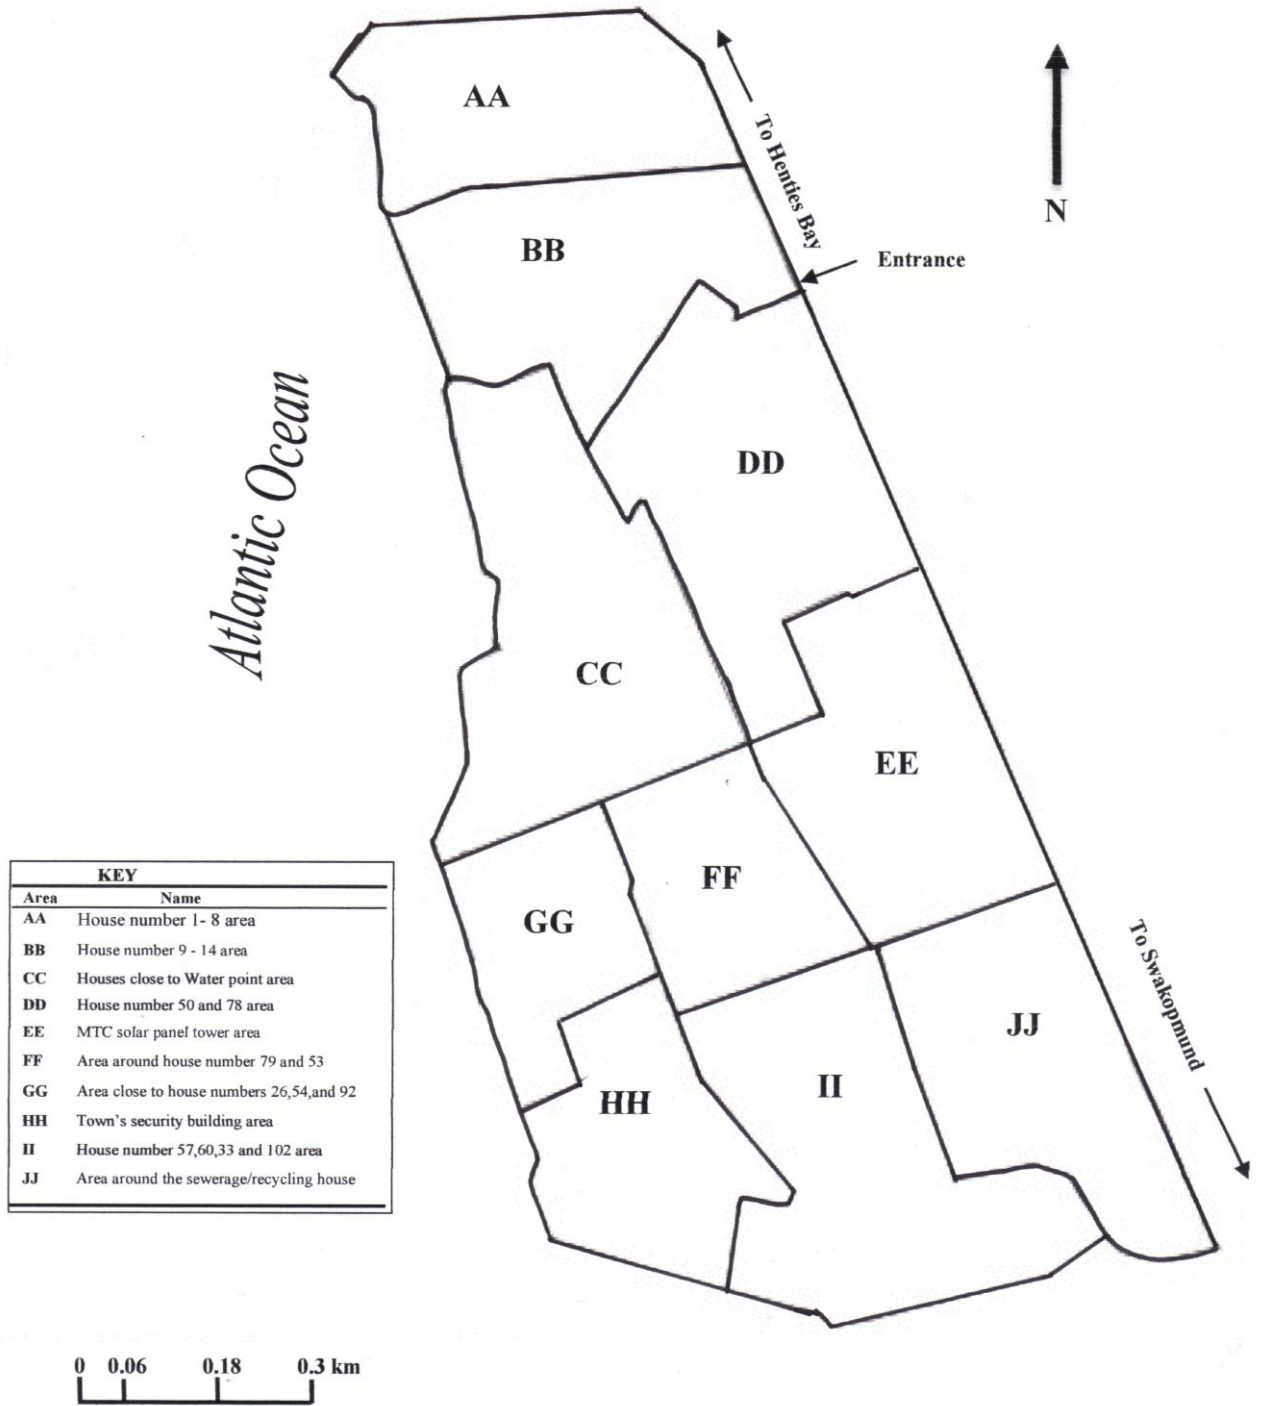 AA
To Henties Bay
N
BB
Entrance
Atlantic Ocean
DD
CC
EE
FF
GG
To Swakopmund
JJ
II
HH
KEY
Area Name
AA House number 1- 8 area
BB House number 9 - 14 area
CC Houses close to Water point area
DD House number 50 and 78 area
EE MTC solar panel tower area
FF Area around house number 79 and 53
GG Area close to house numbers 26,54,and 92
HH Town's security building area
II House number 57,60,33 and 102 area
JJ Area around the sewerage/recycling house
0 0.06 0.18 0.3 km